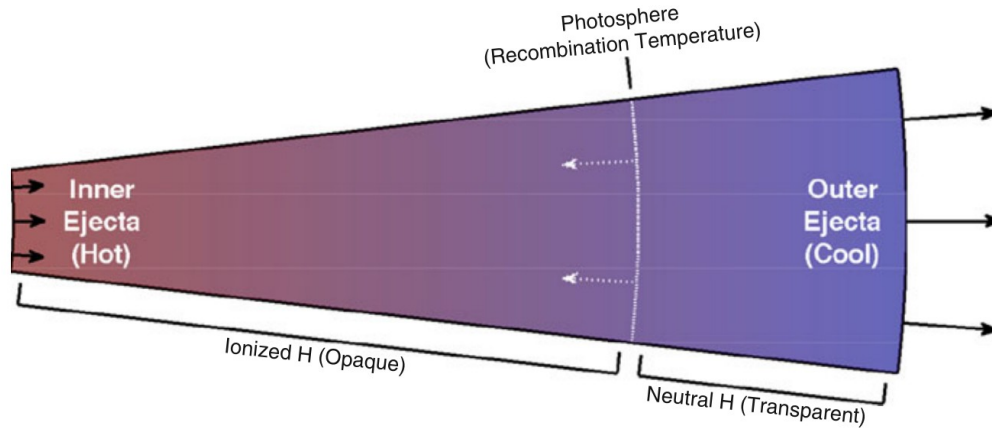 Photosphere
(Recombination Temperature)
Inner
Ejecta
(Hot)
Outer
Ejecta
(Cool)
Ionized H (Opaque)
Neutral H (Transparent)